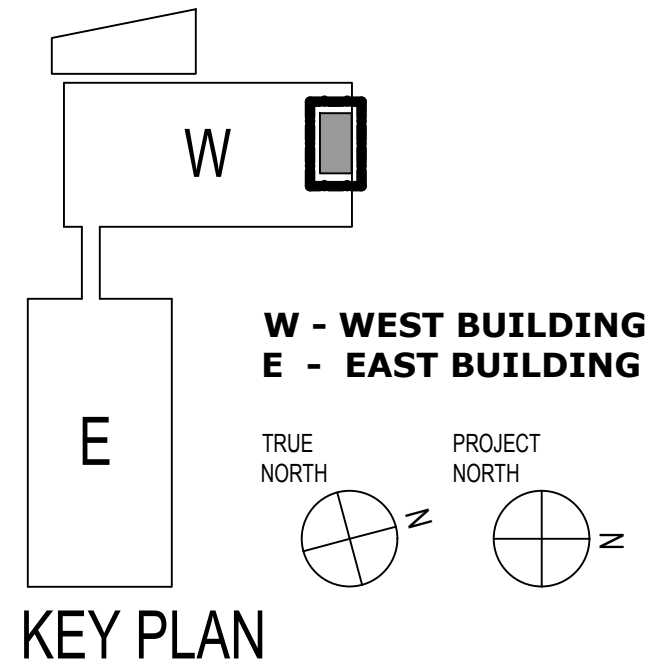 W
W - WEST BUILDING
E - EAST BUILDING
E
TRUE
NORTH
N
PROJECT
NORTH
N
KEY PLAN